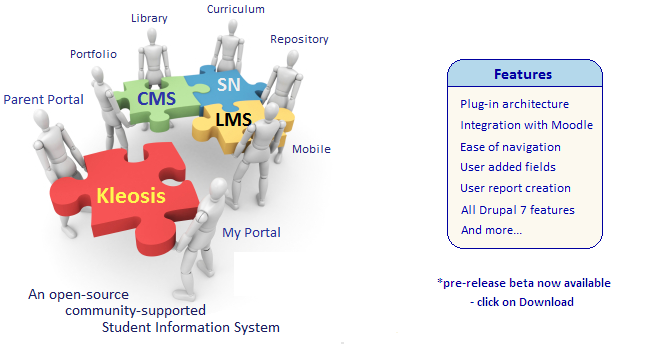 Curriculum
Library
Repository
Portfolio
Parent Portal
CMS
SN
LMS
Mobile
Kleosis
My Portal
An open-source
community-supported
Student Information System
Features
Plug-in architecture
Integration with Moodle
Ease of navigation
User added fields
User report creation
All Drupal 7 features
And more...
*pre-release beta now available
- click on Download